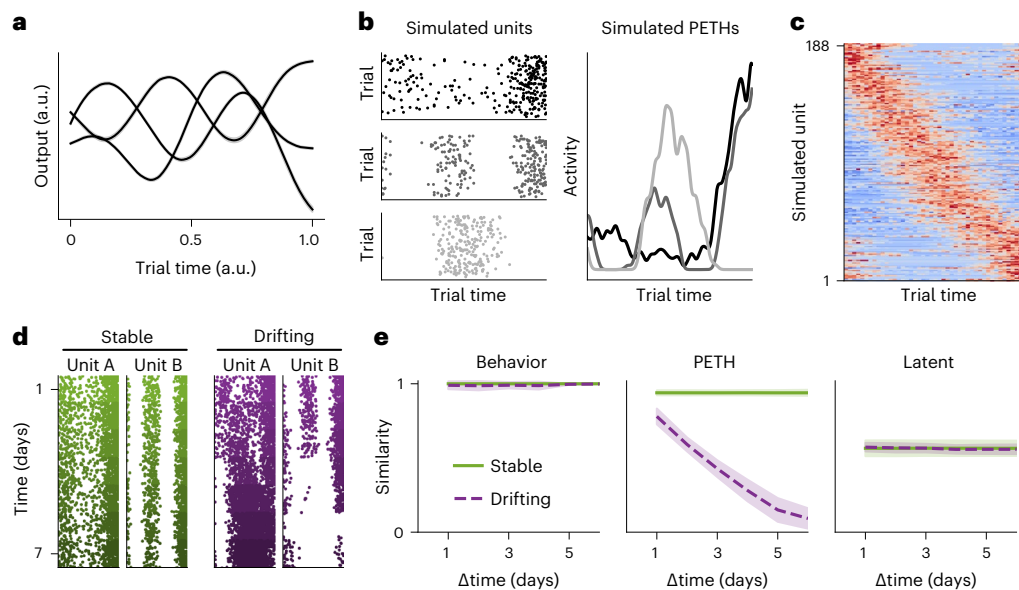 a
Output (a.u.)
0
0.5
1.0
Trial time (a.u.)
b
Simulated units
Trial
Trial
Trial
Trial time
Simulated PETHs
Activity
Trial time
c
188
Simulated unit
1
Trial time
d
Stable
Drifting
Unit A
Unit B
Unit A
Unit B
1
Time (days)
7
e
Behavior
PETH
Latent
1
Similarity
0
Stable
Drifting
1
3
5
1
3
5
1
3
5
Δtime (days)
Δtime (days)
Δtime (days)